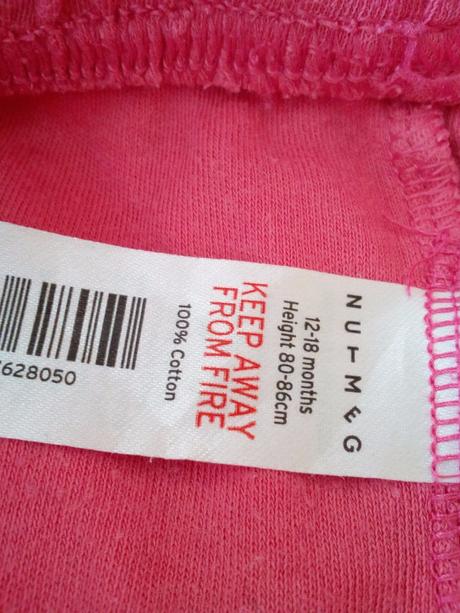 NUTMEG
12-18 months
Height 80-86cm
KEEP AWAY
FROM FIRE
100% Cotton
628050